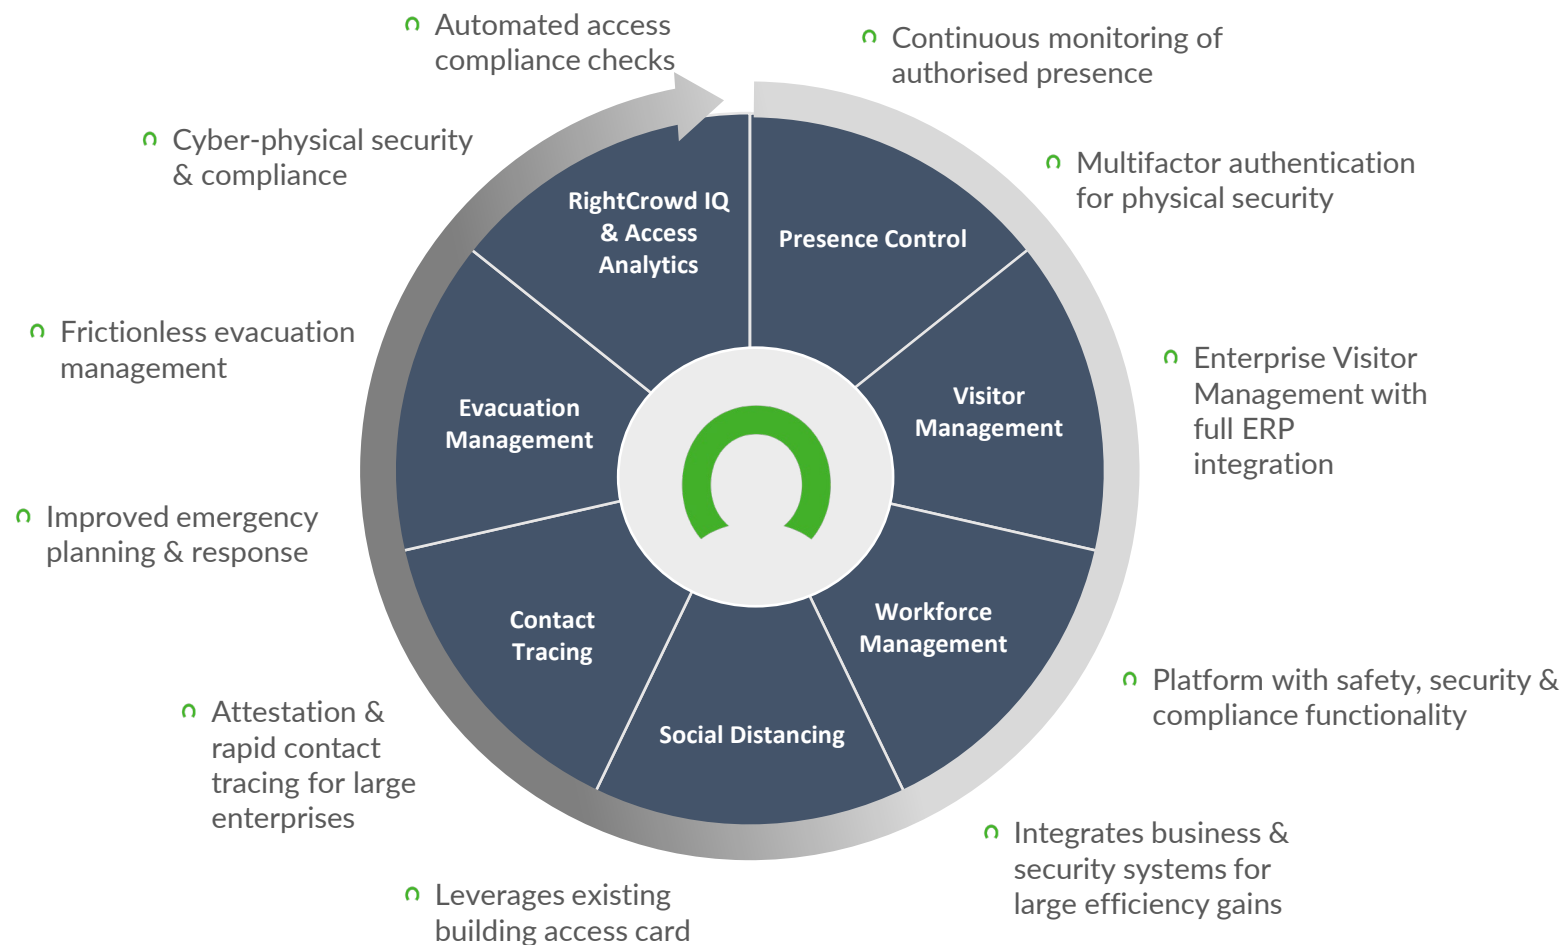 Automated access
compliance checks
Continuous monitoring of
authorised presence
Cyber-physical security
& compliance
Multifactor authentication
for physical security
RightCrowd IQ
& Access
Analytics
Presence Control
Frictionless evacuation
management
Enterprise Visitor
Management with
full ERP
integration
Evacuation
Management
Visitor
Management
Improved emergency
planning & response
Contact
Tracing
Workforce
Management
Social Distancing
Platform with safety, security &
compliance functionality
Attestation &
rapid contact
tracing for large
enterprises
Integrates business &
security systems for
large efficiency gains
Leverages existing
building access card